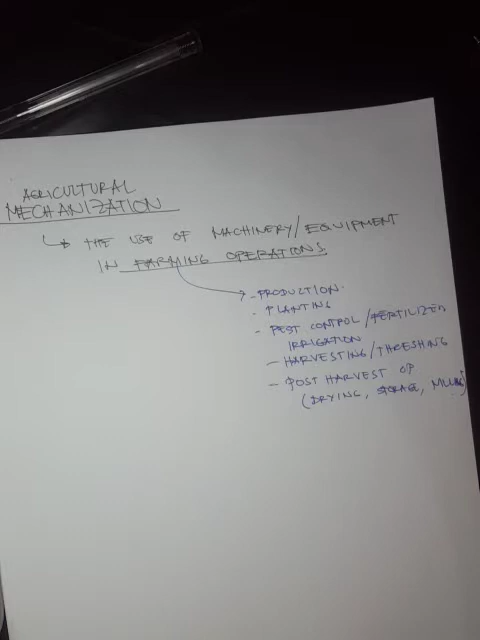 AGRICULTURAL
MECHANIZATION
↳ THE USE OF MACHINERY/EQUIPMENT
IN FARMING OPERATIONS
- PRODUCTION
- PLANTING
- PEST CONTROL/FERTILIZER
IRRIGATION
- HARVESTING/THRESHING
- POST HARVEST OP
(DRYING, STORAGE,